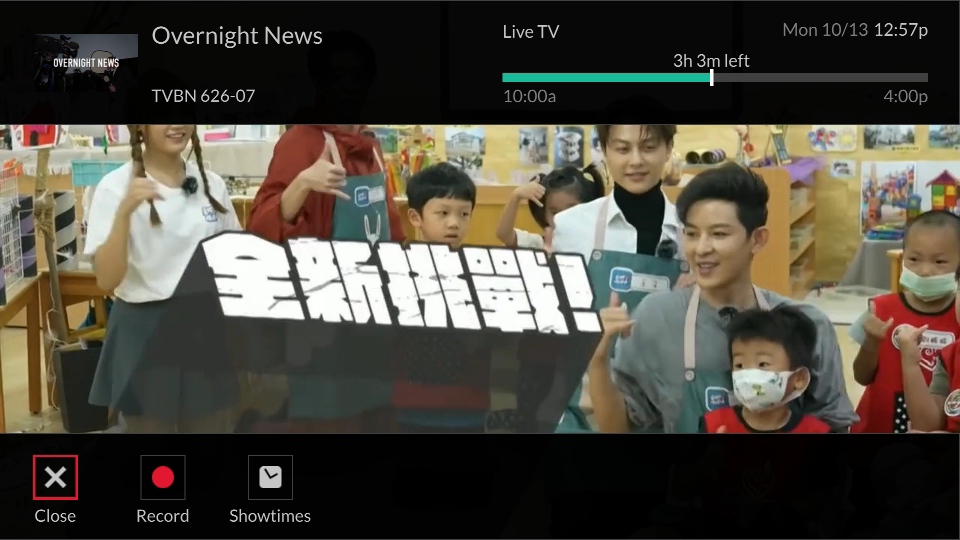 OVERNIGHT NEWS
Overnight News
TVBN 626-07
Live TV
Mon 10/13 12:57p
3h 3m left
10:00a
4:00p
全新挑戰!
Close
Record
Showtimes